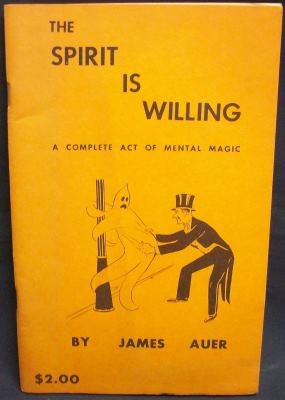 THE
SPIRIT
IS
WILLING
A COMPLETE ACT OF MENTAL MAGIC
BY JAMES AUER
$2.00